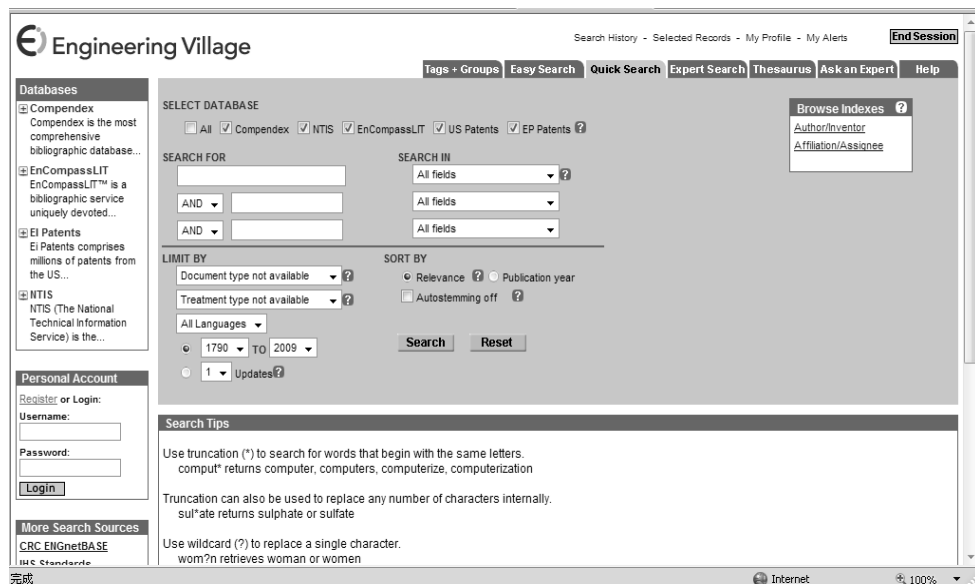 Engineering Village
Search History - Selected Records - My Profile - My Alerts
End Session
Tags + Groups Easy Search Quick Search Expert Search Thesaurus Ask an Expert Help
Databases
Compendex
Compendex is the most
comprehensive
bibliographic database...
EnCompassLIT
EnCompassLIT™ is a
bibliographic service
uniquely devoted...
EI Patents
Ei Patents comprises
millions of patents from
the US...
NTIS
NTIS (The National
Technical Information
Service) is the...
Personal Account
Register or Login:
Username:
Password:
Login
More Search Sources
CRC ENGnetBASE
IHS Standards
SELECT DATABASE
All Compendex NTIS EnCompassLIT US Patents EP Patents ?
SEARCH FOR SEARCH IN
All fields ?
AND All fields
AND All fields
LIMIT BY SORT BY
Document type not available ? Relevance ? Publication year
Treatment type not available ? Autostemming off ?
All Languages
1790 TO 2009 Search Reset
1 Updates ?
Browse Indexes ?
Author/Inventor
Affiliation/Assignee
Search Tips
Use truncation (*) to search for words that begin with the same letters.
comput* returns computer, computers, computerize, computerization
Truncation can also be used to replace any number of characters internally.
sul*ate returns sulphate or sulfate
Use wildcard (?) to replace a single character.
wom?n retrieves woman or women
完成 Internet 100%